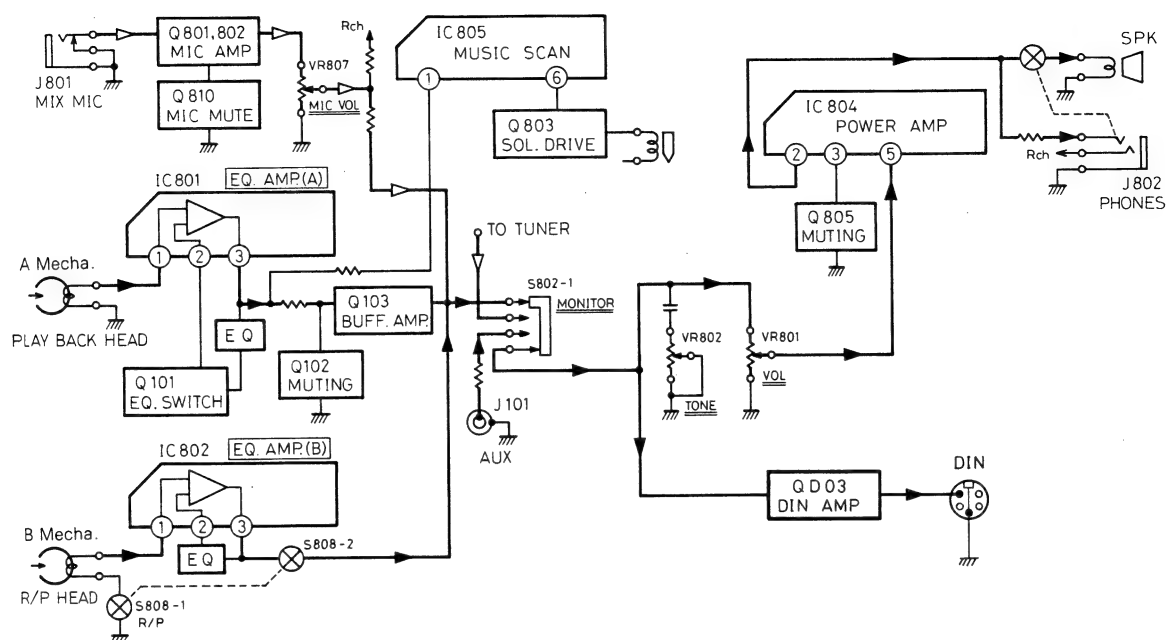 J801
MIX MIC
Q801,802
MIC AMP
Q810
MIC MUTE
VR807
MIC VOL
Rch
IC805
MUSIC SCAN
1
6
Q803
SOL. DRIVE
IC804
POWER AMP
2
3
5
Q805
MUTING
SPK
Rch
J802
PHONES
IC801
EQ. AMP.(A)
1
2
3
A Mecha.
PLAY BACK HEAD
EQ
Q101
EQ. SWITCH
Q102
MUTING
Q103
BUFF. AMP.
TO TUNER
S802-1
MONITOR
J101
AUX
VR802
TONE
VR801
VOL
IC802
EQ. AMP.(B)
1
2
3
B Mecha.
R/P HEAD
EQ
S808-2
S808-1
R/P
QD03
DIN AMP
DIN